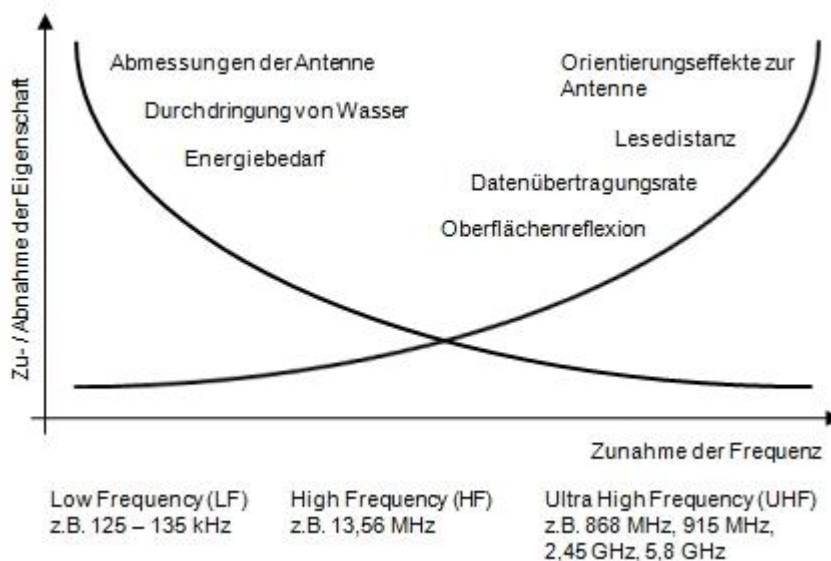 Zu- / Abnahme der Eigenschaft
Abmessungen der Antenne
Durchdringung von Wasser
Energiebedarf
Orientierungseffekte zur
Antenne
Lesedistanz
Datenübertragungsrate
Oberflächenreflexion
Zunahme der Frequenz
Low Frequency (LF)
z.B. 125 – 135 kHz
High Frequency (HF)
z.B. 13,56 MHz
Ultra High Frequency (UHF)
z.B. 868 MHz, 915 MHz,
2,45 GHz, 5,8 GHz